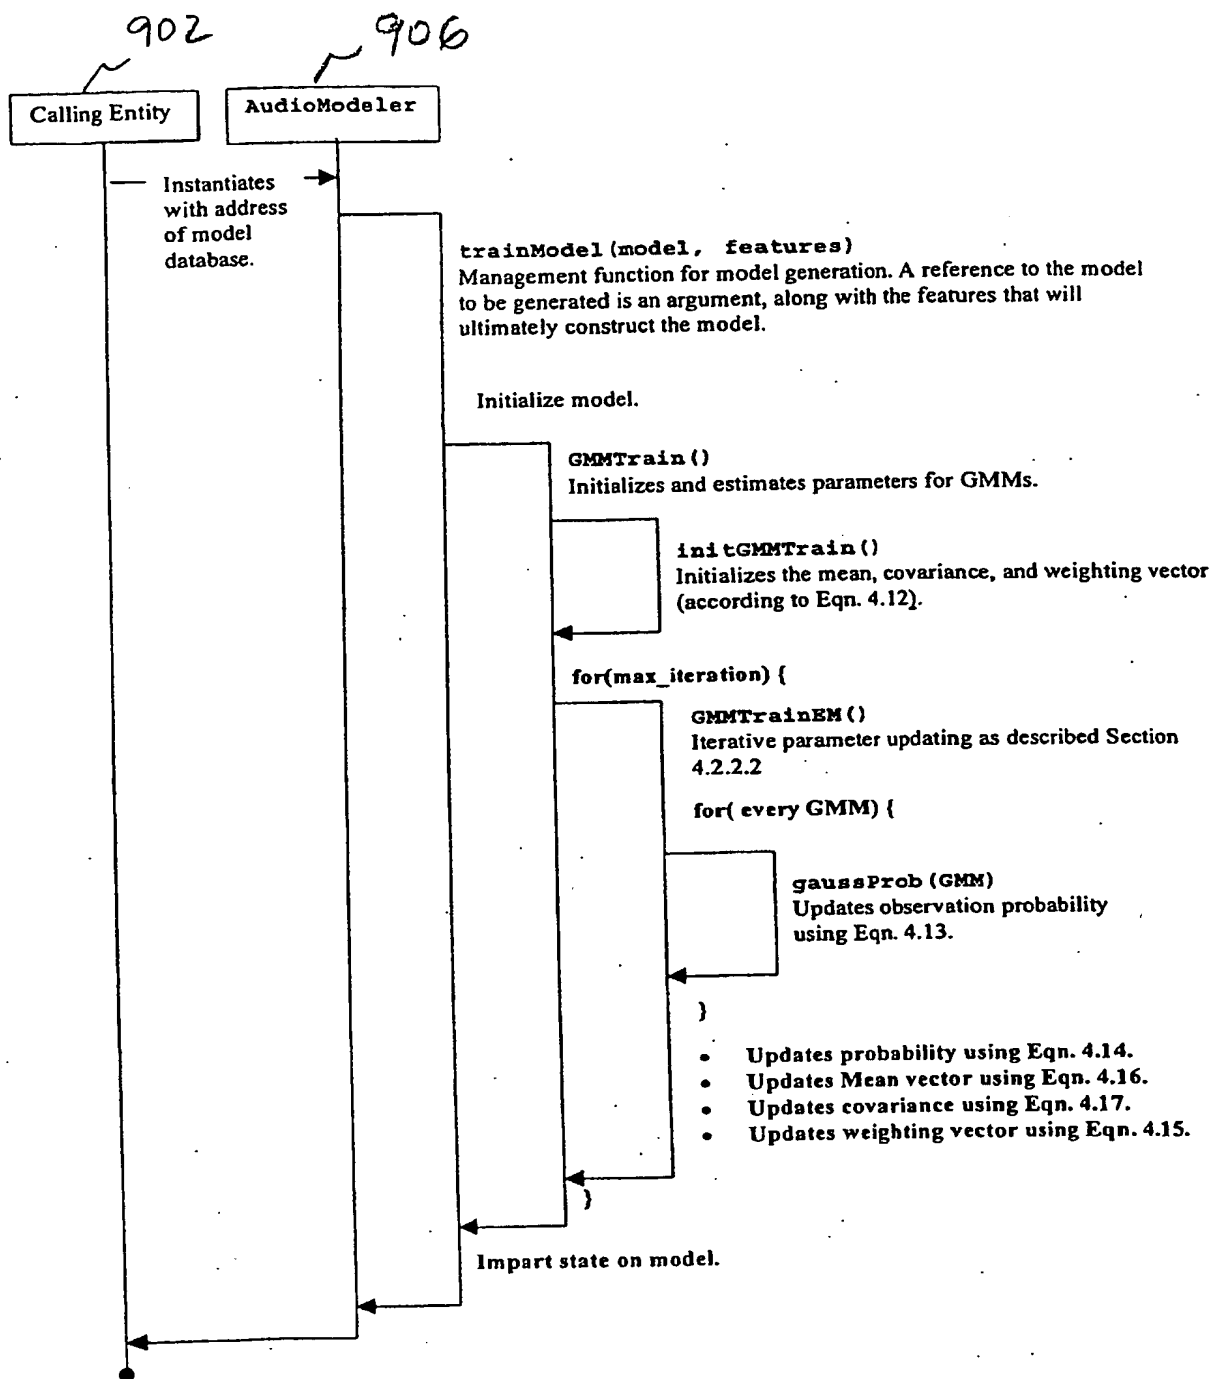 902
906
Calling Entity
AudioModeler
Instantiates
with address
of model
database.
trainModel(model, features)
Management function for model generation. A reference to the model
to be generated is an argument, along with the features that will
ultimately construct the model.
Initialize model.
GMMTrain()
Initializes and estimates parameters for GMMs.
initGMMTrain()
Initializes the mean, covariance, and weighting vector
(according to Eqn. 4.12).
for(max_iteration) {
GMMTrainEM()
Iterative parameter updating as described Section
4.2.2.2
for( every GMM) {
gaussProb(GMM)
Updates observation probability
using Eqn. 4.13.
}
• Updates probability using Eqn. 4.14.
• Updates Mean vector using Eqn. 4.16.
• Updates covariance using Eqn. 4.17.
• Updates weighting vector using Eqn. 4.15.
}
Impart state on model.